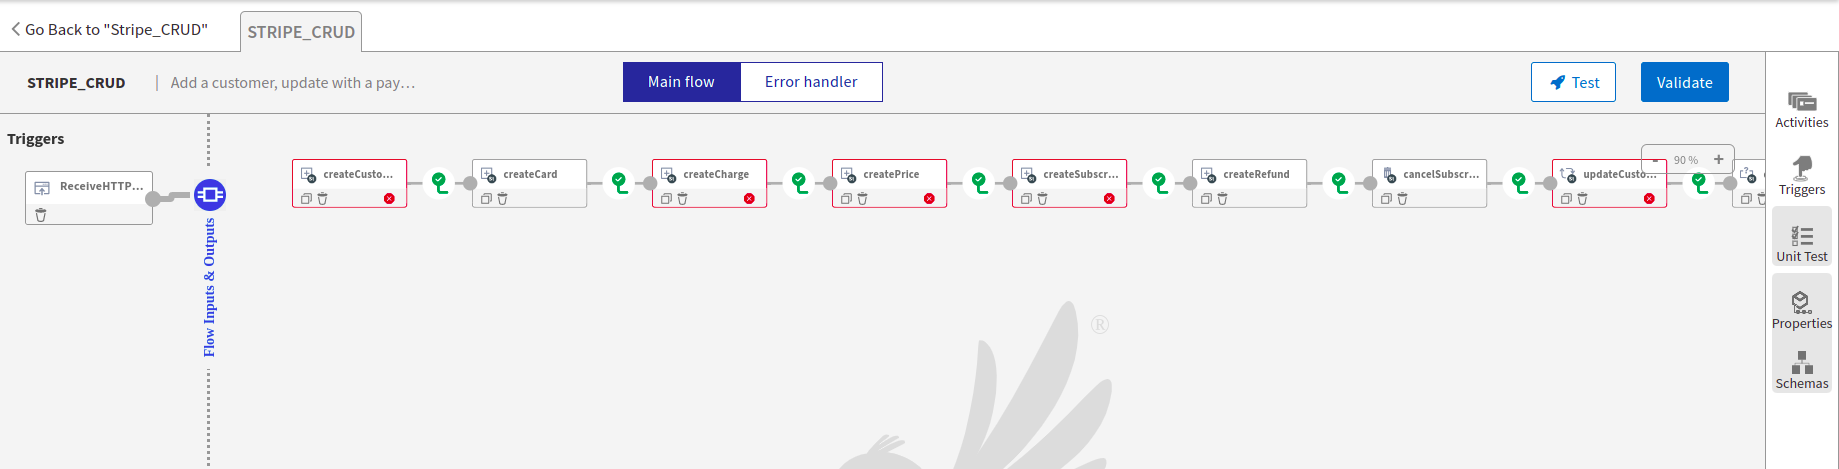 Go Back to "Stripe_CRUD"
STRIPE_CRUD
STRIPE_CRUD
Add a customer, update with a pay…
Main flow
Error handler
Test
Validate
Activities
Triggers
Unit Test
Properties
Schemas
Triggers
ReceiveHTTP...
Flow Inputs & Outputs
createCusto...
createCard
createCharge
createPrice
createSubscr...
createRefund
cancelSubscr...
updateCusto...
- 90 % +
®